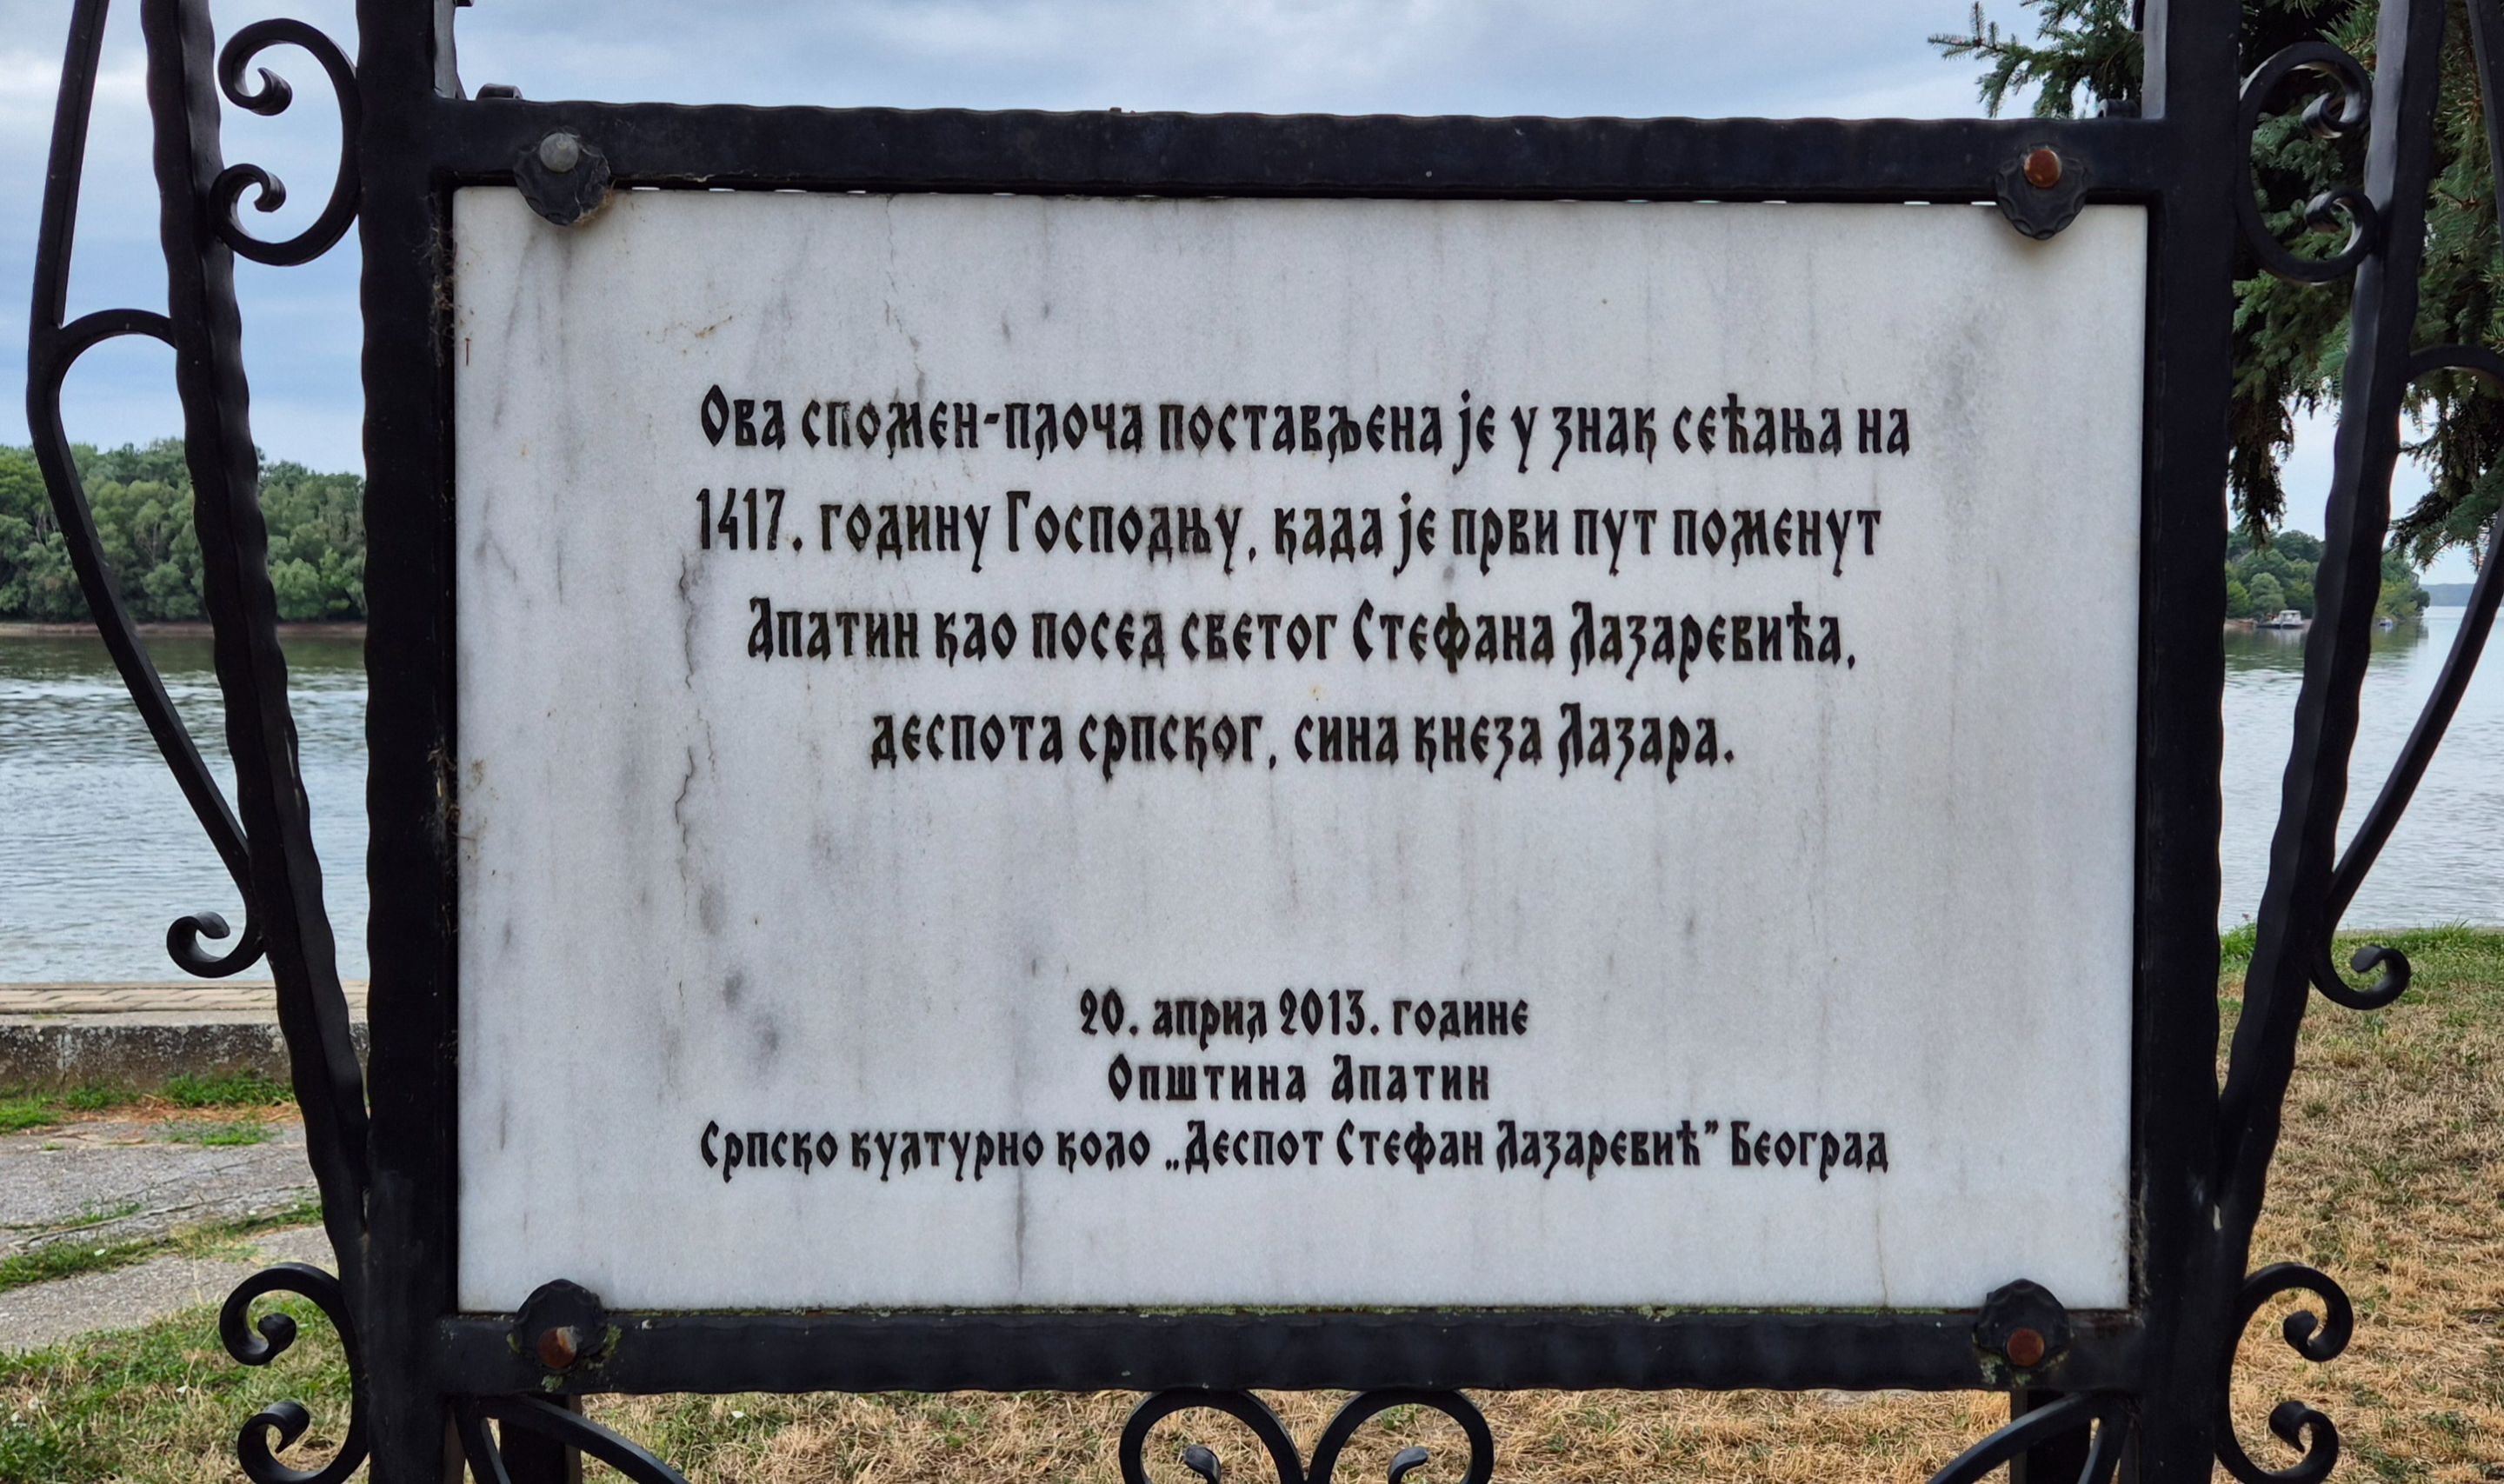 Ова спомен-плоча постављена је у знак сећања на
1417. годину Господњу, када је први пут поменут
Апатин као посед светог Стефана Лазаревића,
деспота српског, сина кнеза Лазара.
20. април 2013. године
Општина Апатин
Српско културно коло „Деспот Стефан Лазаревић” Београд